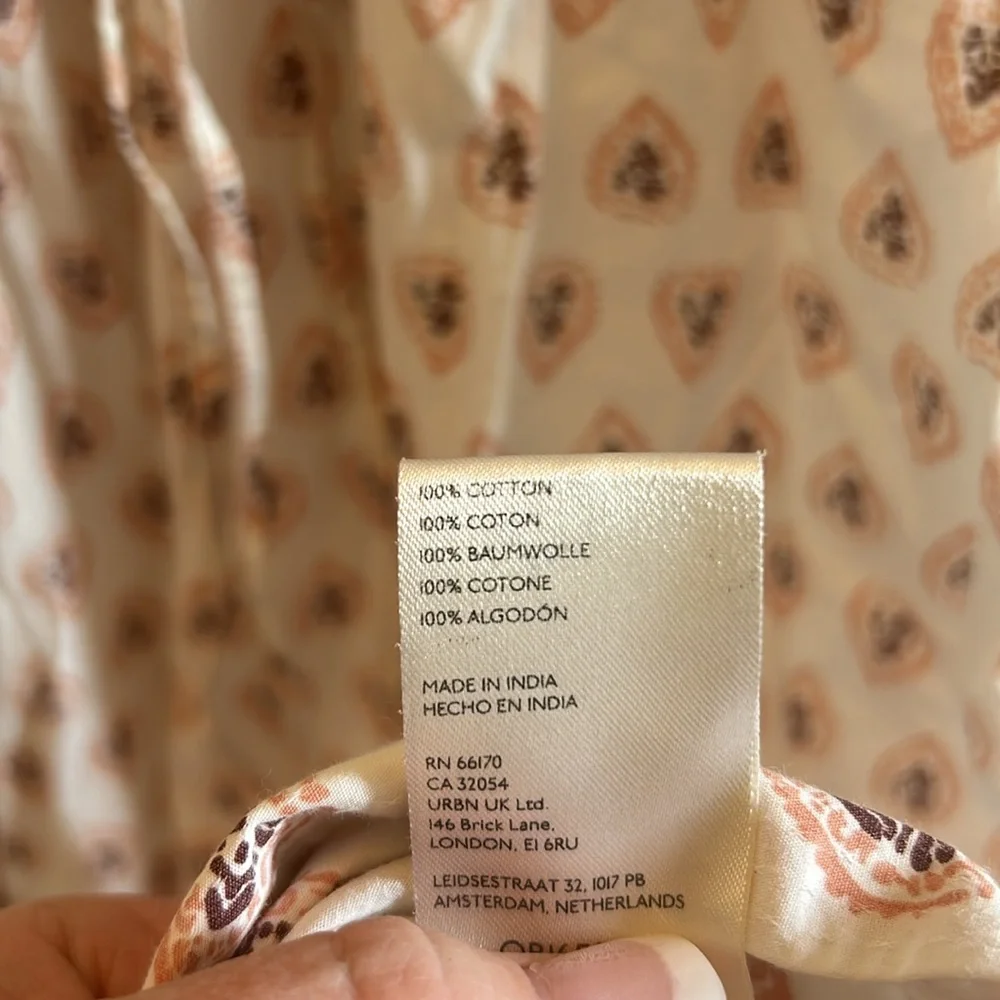 100% COTTON
100% COTON
100% BAUMWOLLE
100% COTONE
100% ALGODÓN
MADE IN INDIA
HECHO EN INDIA
RN 66170
CA 32054
URBN UK Ltd.
146 Brick Lane,
LONDON, E1 6RU
LEIDSESTRAAT 32, 1017 PB
AMSTERDAM, NETHERLANDS